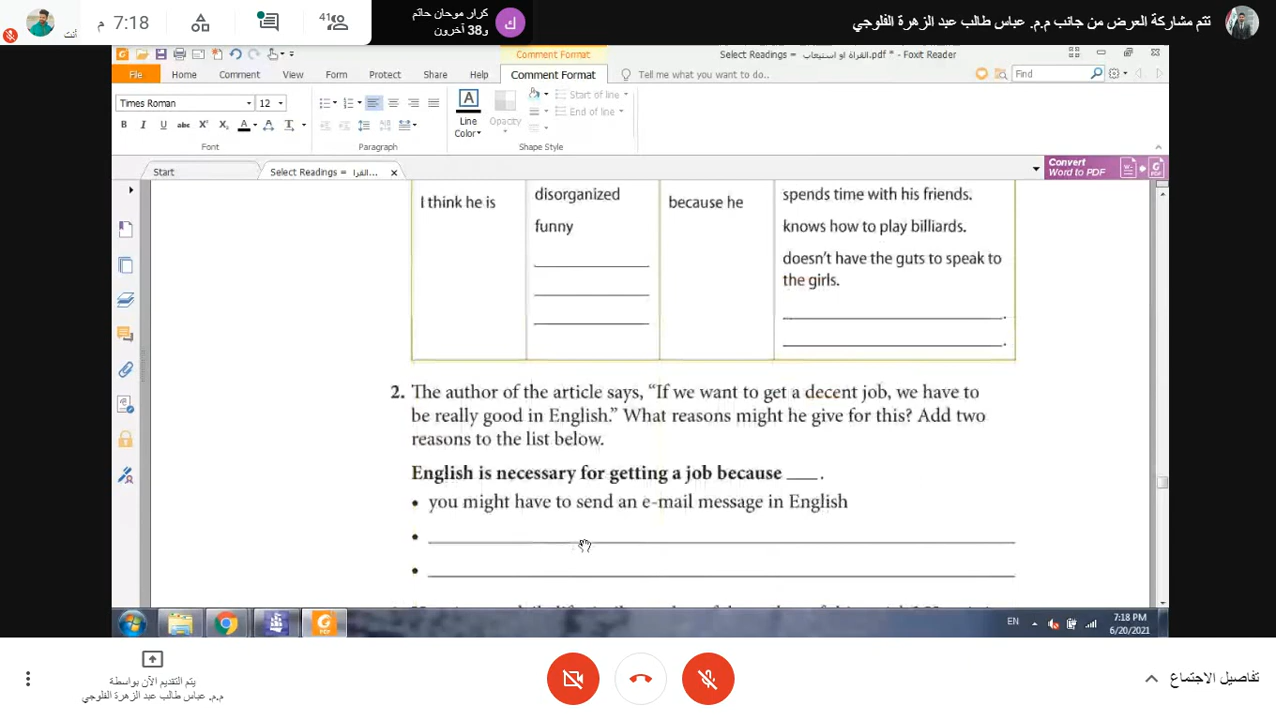 7:18 م
41
أنت
كرار موحان حاتم
و38 آخرون
ك
تتم مشاركة العرض من جانب م.م. عباس طالب عبد الزهرة الفلوجي
Comment Format
Select Readings = القراة او استيعاب.pdf * - Foxit Reader
File
Home
Comment
View
Form
Protect
Share
Help
Comment Format
Tell me what you want to do..
Find
Times Roman
12
Start of line
End of line
Line
Color
Opacity
B I U abc X² X₂ A
Font
Paragraph
Shape Style
Start
Select Readings = القرا...
Convert
Word to PDF
I think he is
disorganized
funny
because he
spends time with his friends.
knows how to play billiards.
doesn't have the guts to speak to
the girls.
2. The author of the article says, “If we want to get a decent job, we have to
be really good in English.” What reasons might he give for this? Add two
reasons to the list below.
English is necessary for getting a job because ____ .
• you might have to send an e-mail message in English
•
•
EN
7:18 PM
6/20/2021
يتم التقديم الآن بواسطة
م.م. عباس طالب عبد الزهرة الفلوجي
تفاصيل الاجتماع